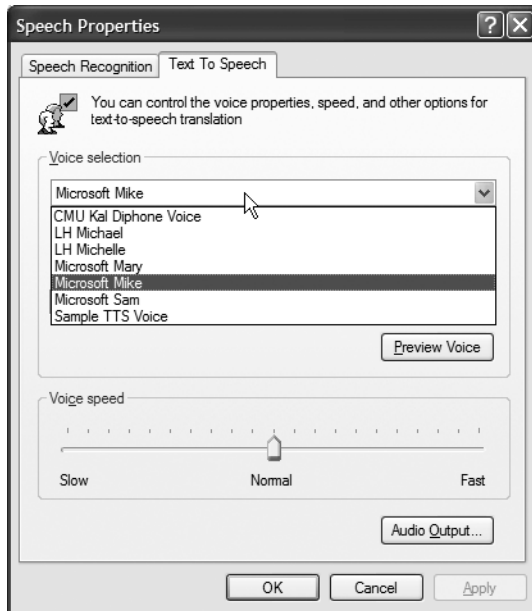 Speech Properties
Speech Recognition
Text To Speech
You can control the voice properties, speed, and other options for
text-to-speech translation
Voice selection
Microsoft Mike
CMU Kal Diphone Voice
LH Michael
LH Michelle
Microsoft Mary
Microsoft Mike
Microsoft Sam
Sample TTS Voice
Preview Voice
Voice speed
Slow Normal Fast
Audio Output...
OK Cancel Apply